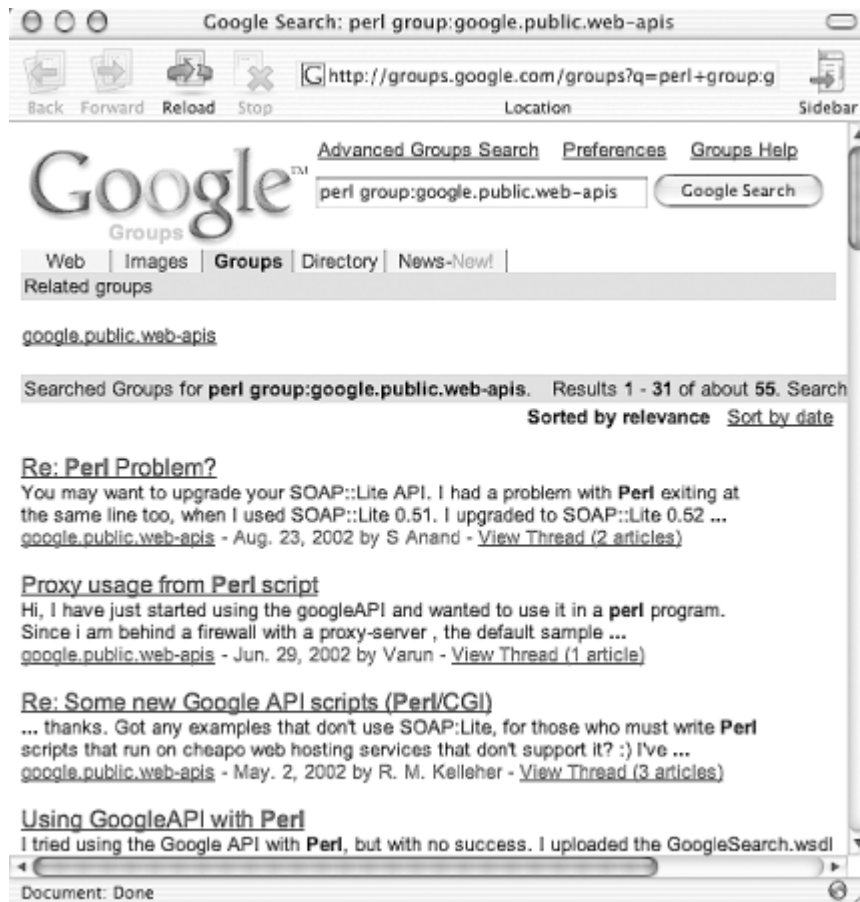 Google Search: perl group:google.public.web-apis
G http://groups.google.com/groups?q=perl+group:g
Back Forward Reload Stop Location Sidebar
Advanced Groups Search Preferences Groups Help
Google™
Groups
perl group:google.public.web-apis Google Search
Web Images Groups Directory News-New!
Related groups
google.public.web-apis
Searched Groups for perl group:google.public.web-apis. Results 1 - 31 of about 55. Search
Sorted by relevance Sort by date
Re: Perl Problem?
You may want to upgrade your SOAP::Lite API. I had a problem with Perl exiting at
the same line too, when I used SOAP::Lite 0.51. I upgraded to SOAP::Lite 0.52 ...
google.public.web-apis - Aug. 23, 2002 by S Anand - View Thread (2 articles)
Proxy usage from Perl script
Hi, I have just started using the googleAPI and wanted to use it in a perl program.
Since i am behind a firewall with a proxy-server , the default sample ...
google.public.web-apis - Jun. 29, 2002 by Varun - View Thread (1 article)
Re: Some new Google API scripts (Perl/CGI)
... thanks. Got any examples that don't use SOAP:Lite, for those who must write Perl
scripts that run on cheapo web hosting services that don't support it? :) I've ...
google.public.web-apis - May. 2, 2002 by R. M. Kelleher - View Thread (3 articles)
Using GoogleAPI with Perl
I tried using the Google API with Perl, but with no success. I uploaded the GoogleSearch.wsdl
Document: Done